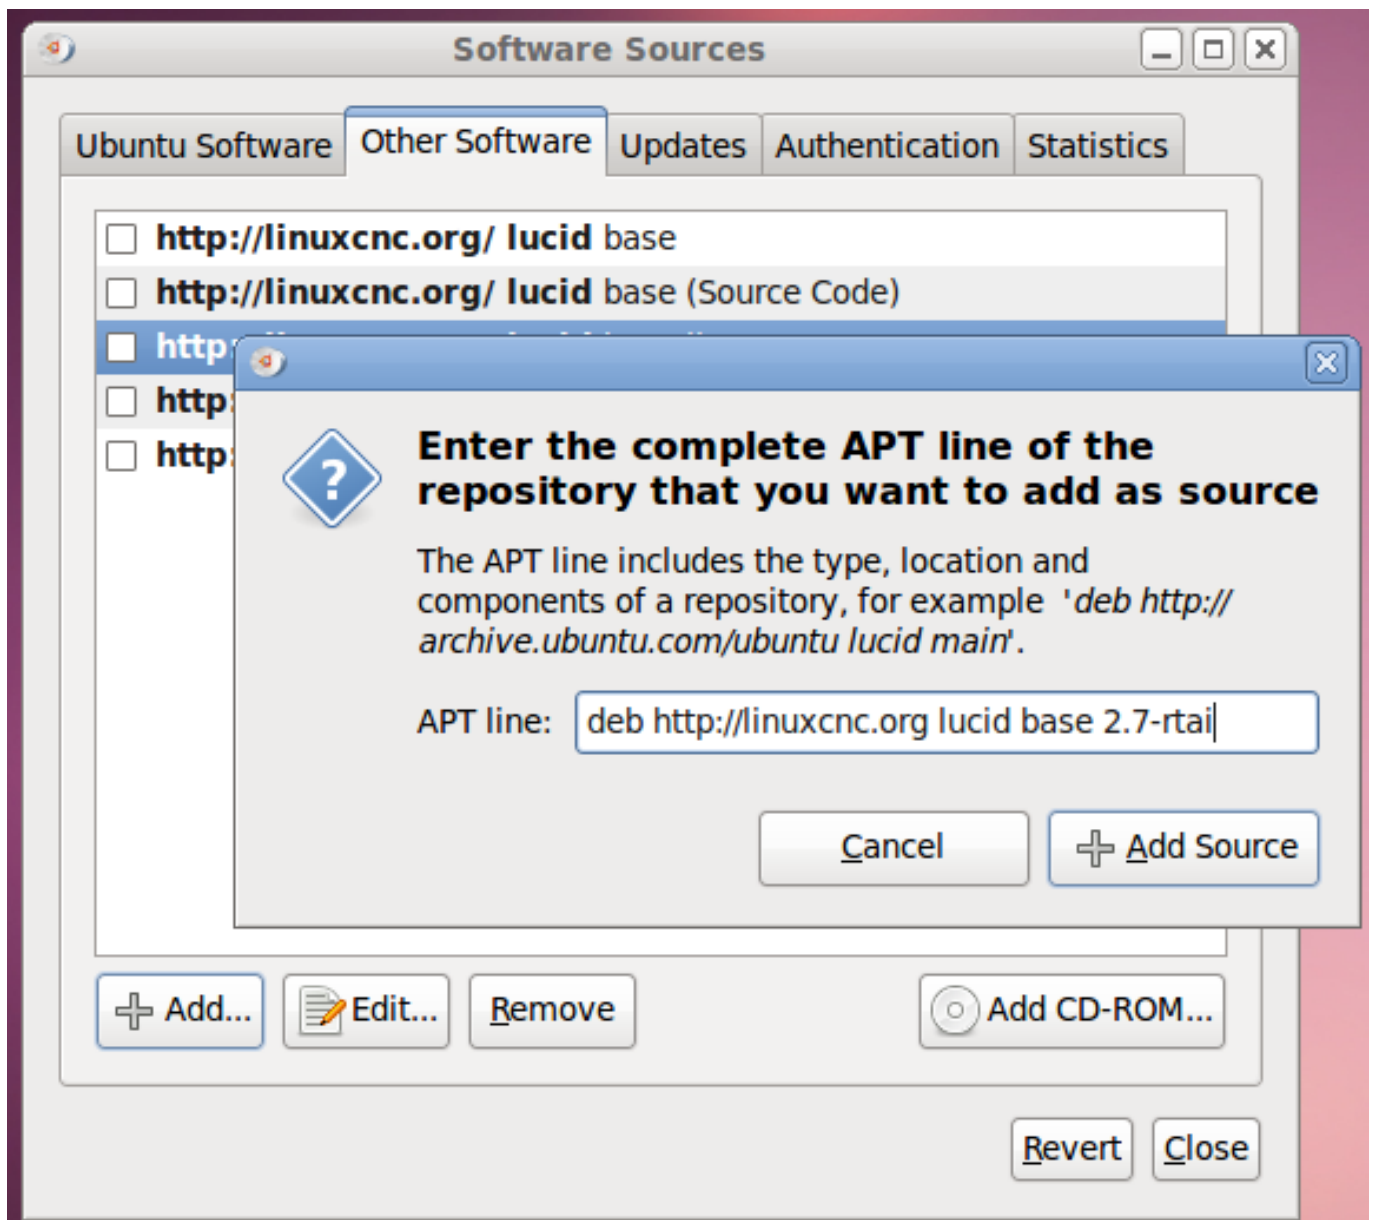 Software Sources
Ubuntu Software Other Software Updates Authentication Statistics
http://linuxcnc.org/ lucid base
http://linuxcnc.org/ lucid base (Source Code)
http:
http:
http:
?
Enter the complete APT line of the
repository that you want to add as source
The APT line includes the type, location and
components of a repository, for example 'deb http://
archive.ubuntu.com/ubuntu lucid main'.
APT line: deb http://linuxcnc.org lucid base 2.7-rtai
Cancel Add Source
Add... Edit... Remove Add CD-ROM...
Revert Close